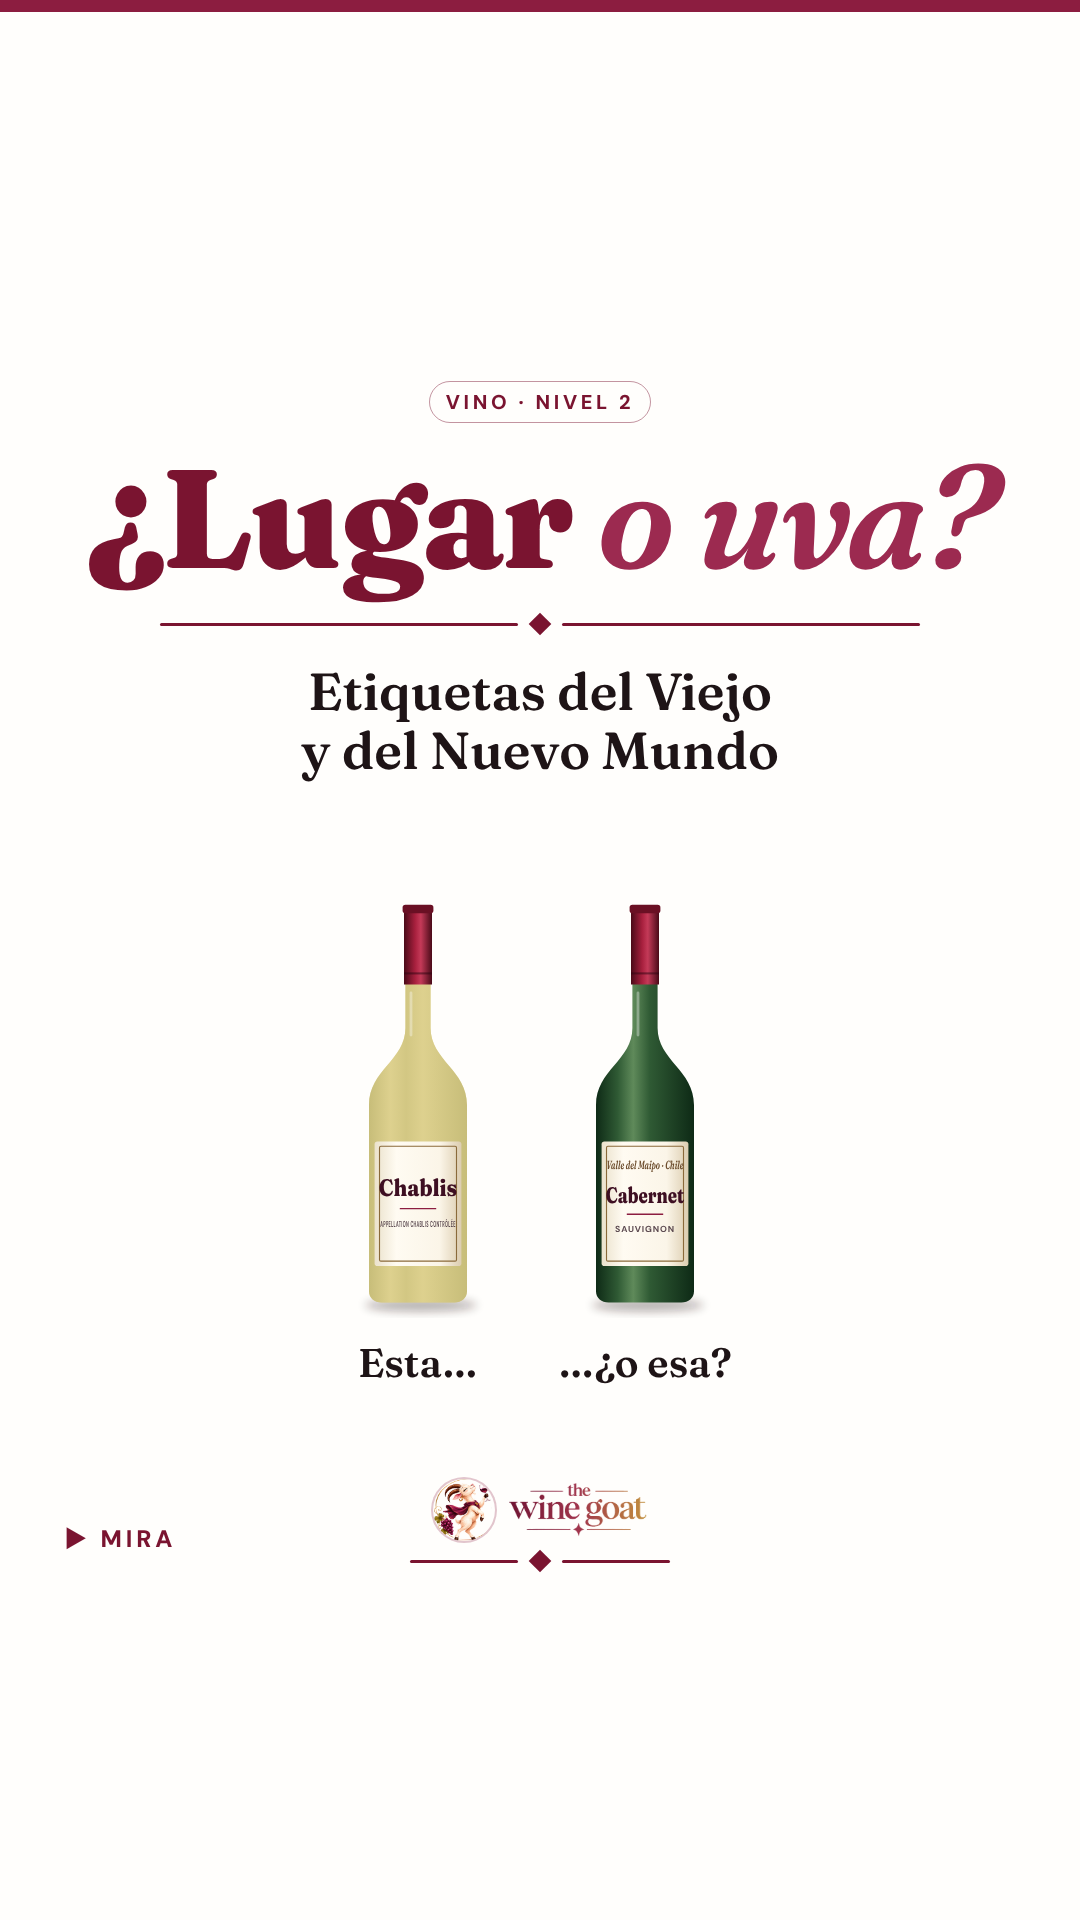 VINO · NIVEL 2
¿Lugar o uva?
Etiquetas del Viejo
y del Nuevo Mundo
Chablis
APPELLATION CHABLIS CONTRÔLÉE
Valle del Maipo · Chile
Cabernet
SAUVIGNON
Esta...
...¿o esa?
the
wine goat
▶ MIRA